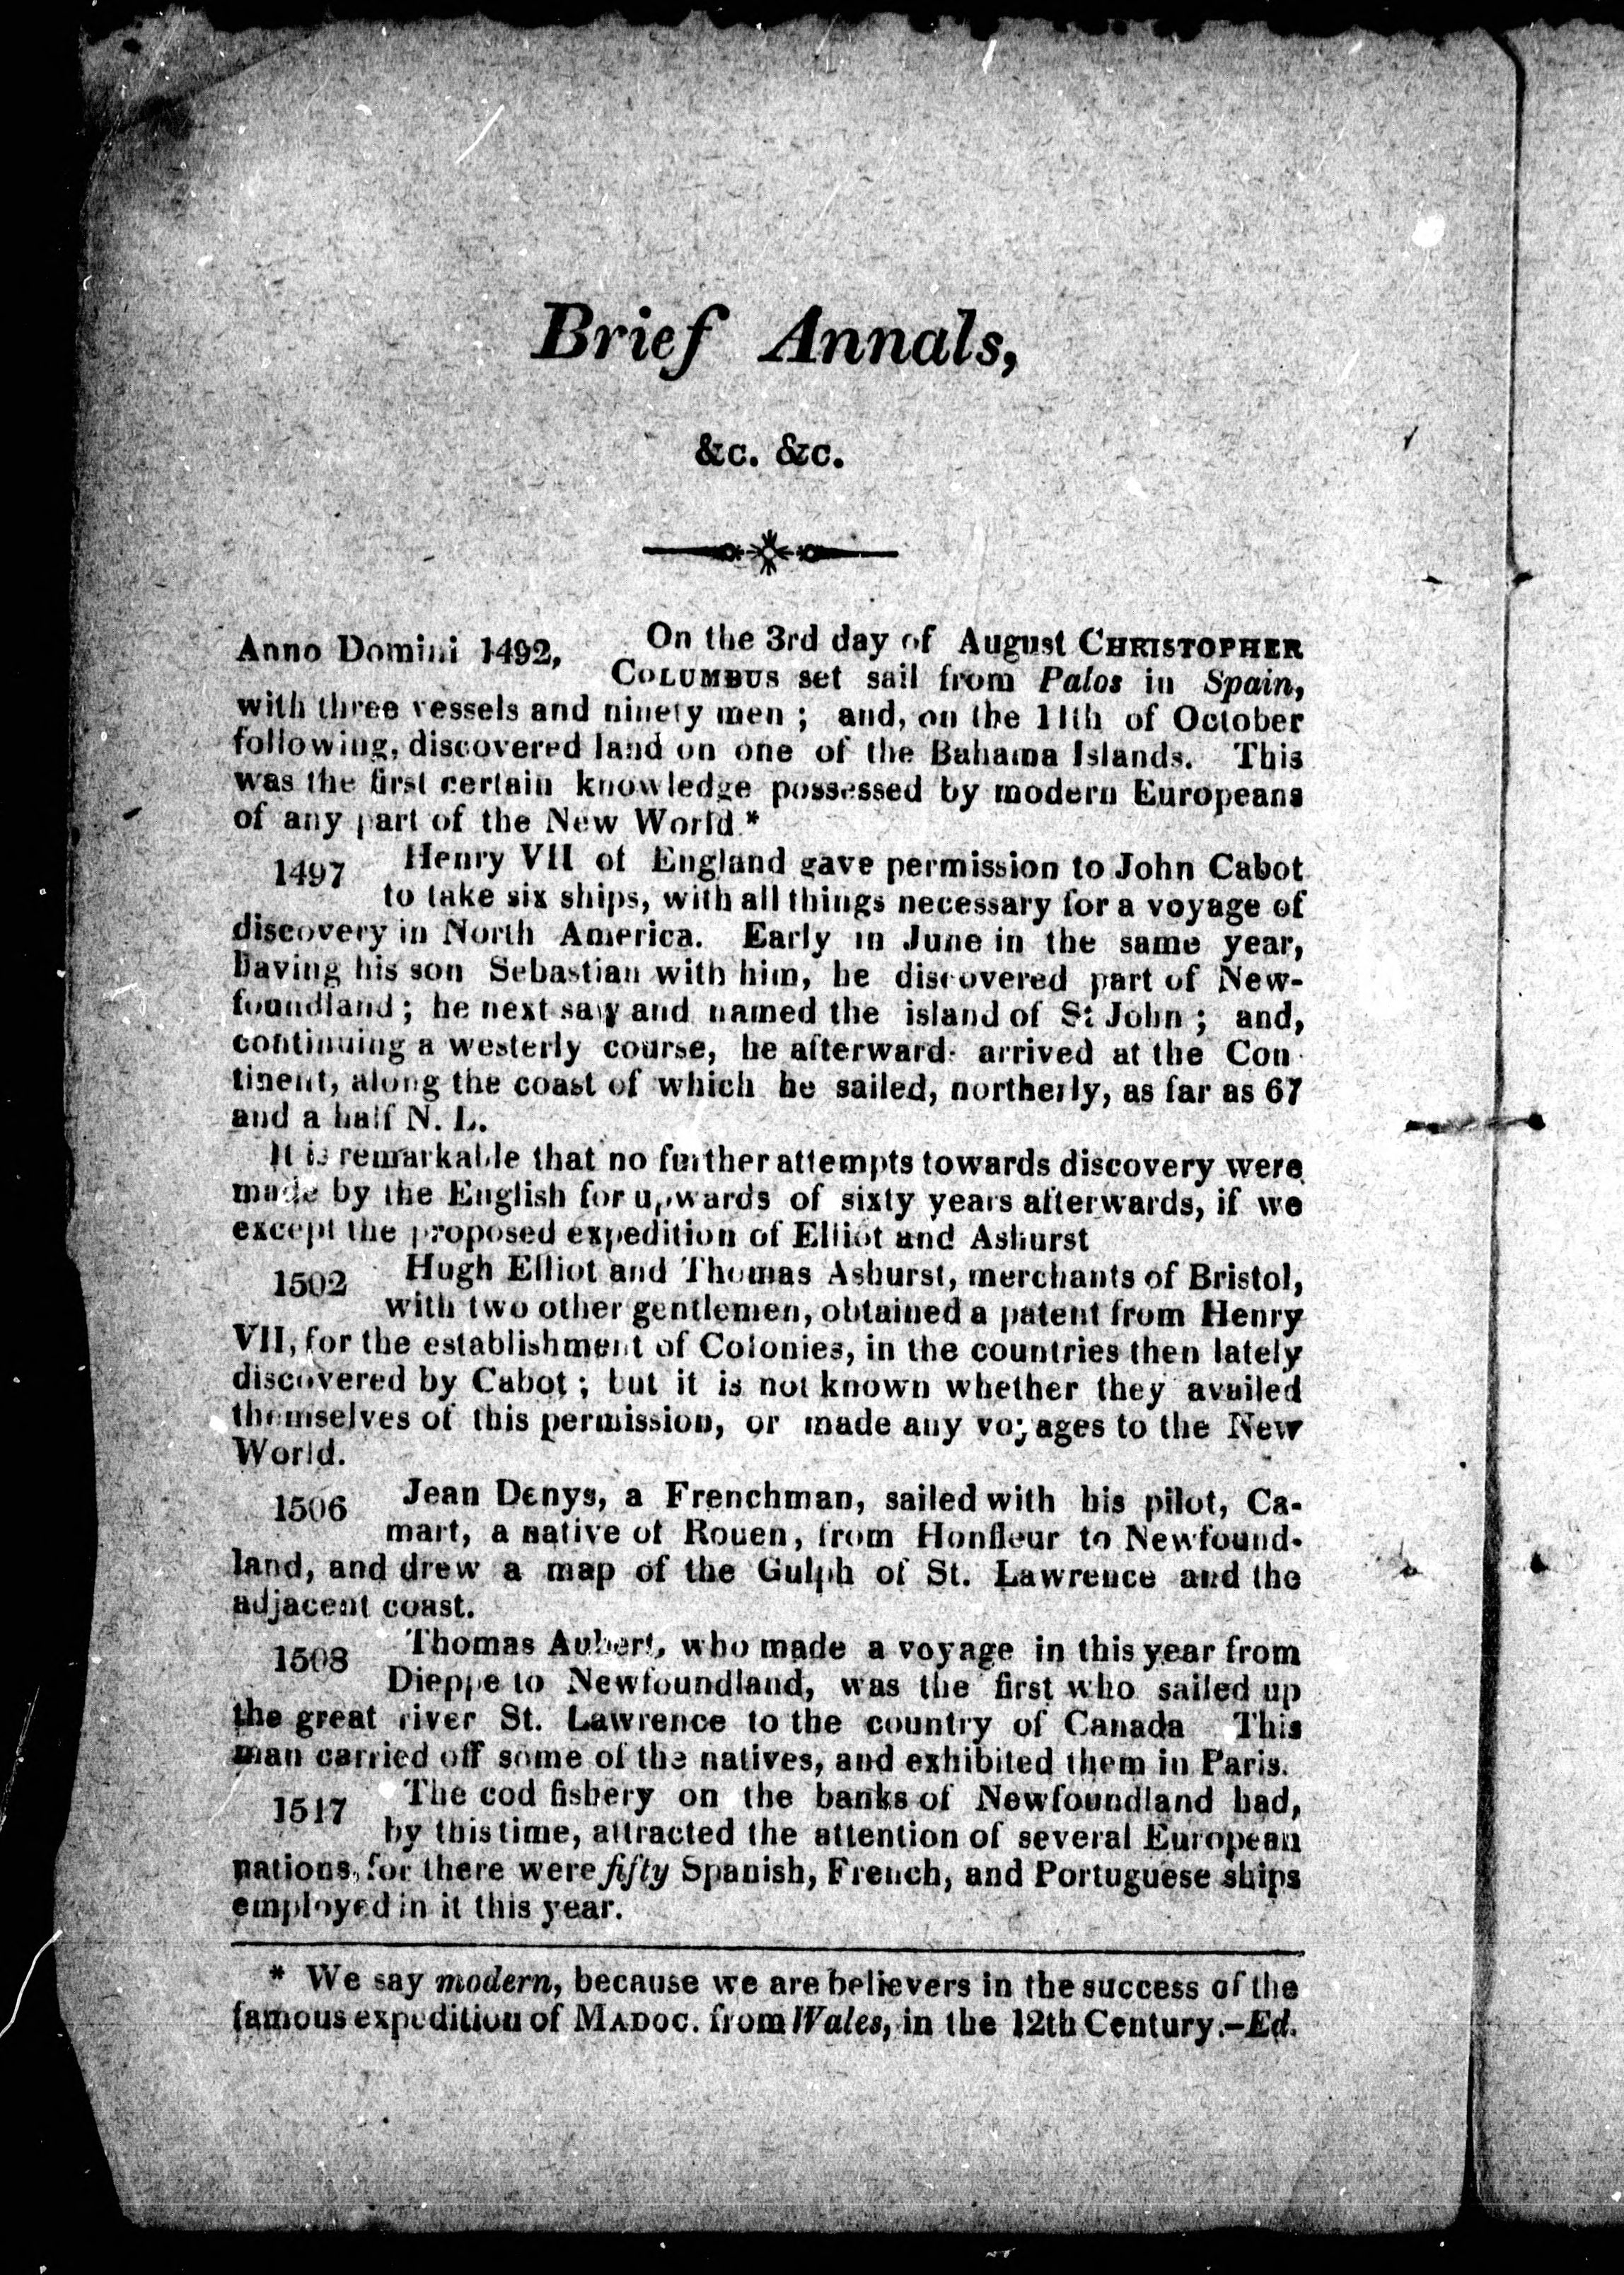 Brief Annals,
&c. &c.
Anno Domini 1492, On the 3rd day of August CHRISTOPHER
COLUMBUS set sail from Palos in Spain,
with three vessels and ninety men ; and, on the 11th of October
following, discovered land on one of the Bahama Islands. This
was the first certain knowledge possessed by modern Europeans
of any part of the New World *
1497 Henry VII of England gave permission to John Cabot
to take six ships, with all things necessary for a voyage of
discovery in North America. Early in June in the same year,
having his son Sebastian with him, he discovered part of New-
foundland ; he next saw and named the island of St John ; and,
continuing a westerly course, he afterward. arrived at the Con-
tinent, along the coast of which he sailed, northerly, as far as 67
and a half N. L.
It is remarkable that no further attempts towards discovery were
made by the English for upwards of sixty years afterwards, if we
except the proposed expedition of Elliot and Ashurst
1502 Hugh Elliot and Thomas Ashurst, merchants of Bristol,
with two other gentlemen, obtained a patent from Henry
VII, for the establishment of Colonies, in the countries then lately
discovered by Cabot ; but it is not known whether they availed
themselves of this permission, or made any voyages to the New
World.
1506 Jean Denys, a Frenchman, sailed with his pilot, Ca-
mart, a native of Rouen, from Honfleur to Newfound-
land, and drew a map of the Gulph of St. Lawrence and the
adjacent coast.
1508 Thomas Aubert, who made a voyage in this year from
Dieppe to Newfoundland, was the first who sailed up
the great river St. Lawrence to the country of Canada This
man carried off some of the natives, and exhibited them in Paris.
1517 The cod fishery on the banks of Newfoundland had,
by this time, attracted the attention of several European
nations, for there were fifty Spanish, French, and Portuguese ships
employed in it this year.
* We say modern, because we are believers in the success of the
famous expedition of MADOC. from Wales, in the 12th Century.-Ed.